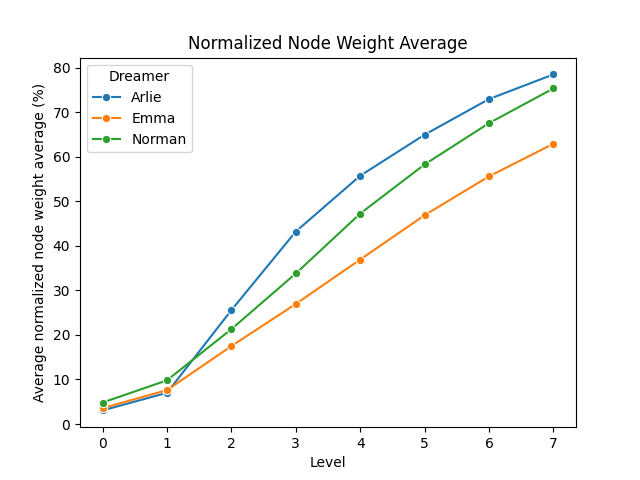 Normalized Node Weight Average
Average normalized node weight average (%)
80
70
60
50
40
30
20
10
0
Dreamer
Arlie
Emma
Norman
0 1 2 3 4 5 6 7
Level